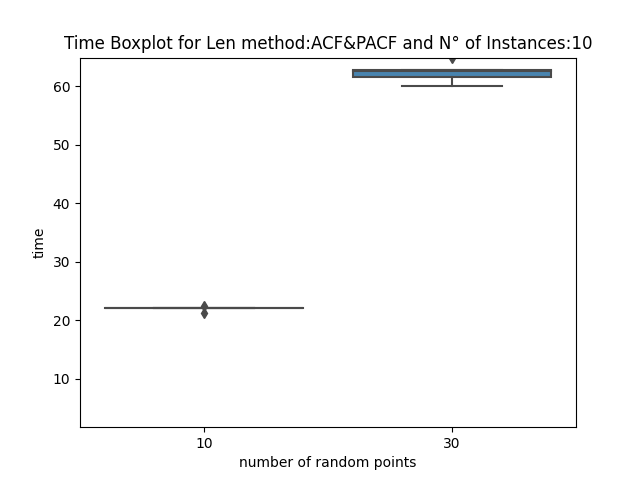 Time Boxplot for Len method:ACF&PACF and N° of Instances:10
60
50
40
30
20
10
time
10 30
number of random points